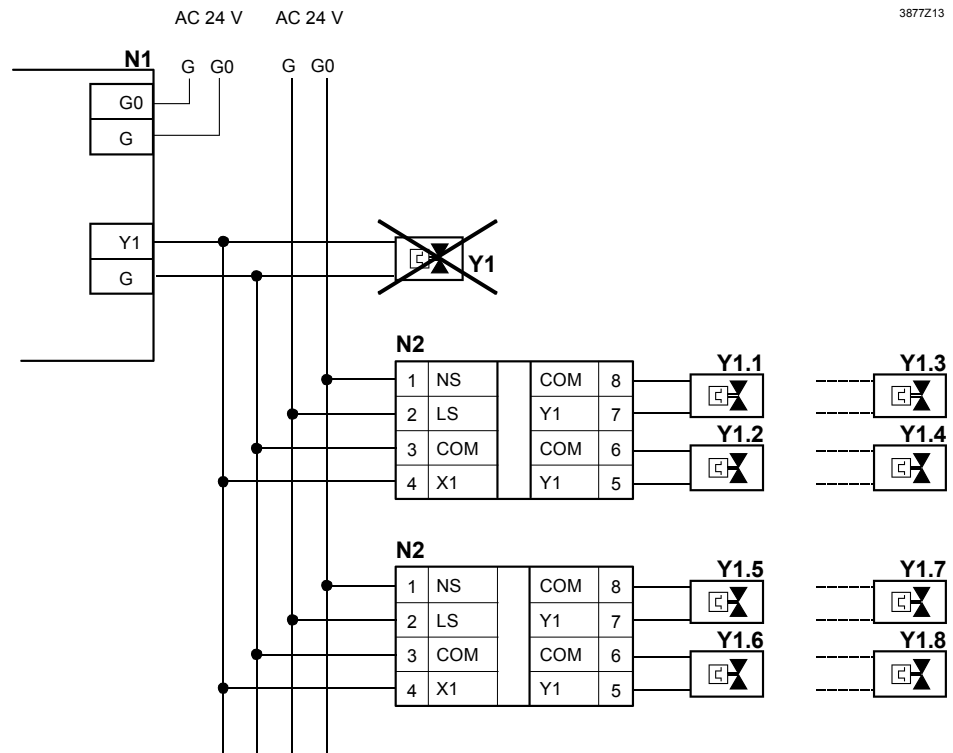 AC 24 V AC 24 V
3877Z13
N1 G G0 G G0
G0
G
Y1
G
Y1
N2
1 NS COM 8
2 LS Y1 7
3 COM COM 6
4 X1 Y1 5
Y1.1 Y1.3
Y1.2 Y1.4
N2
1 NS COM 8
2 LS Y1 7
3 COM COM 6
4 X1 Y1 5
Y1.5 Y1.7
Y1.6 Y1.8